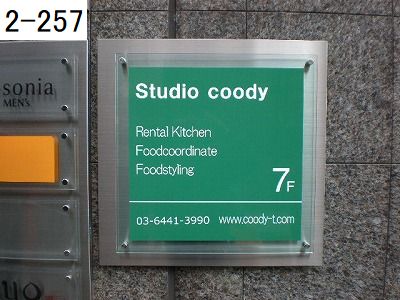 2-257
sonia
MEN's
Studio coody
Rental Kitchen
Foodcoordinate
Foodstyling
7F
03-6441-3990 www.coody-t.com